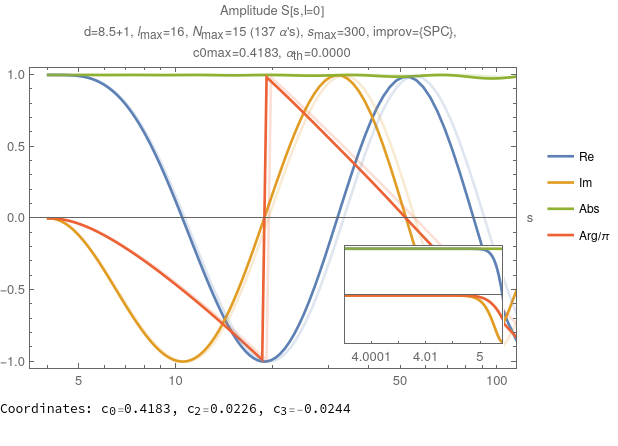 Amplitude S[s,l=0]
d=8.5+1, lmax=16, Nmax=15 (137 α's), smax=300, improv={SPC},
c0max=0.4183, αth=0.0000
1.0
0.5
0.0
−0.5
−1.0
5
10
50
100
s
4.0001
4.01
5
Re
Im
Abs
Arg/π
Coordinates: c0=0.4183, c2=0.0226, c3=−0.0244